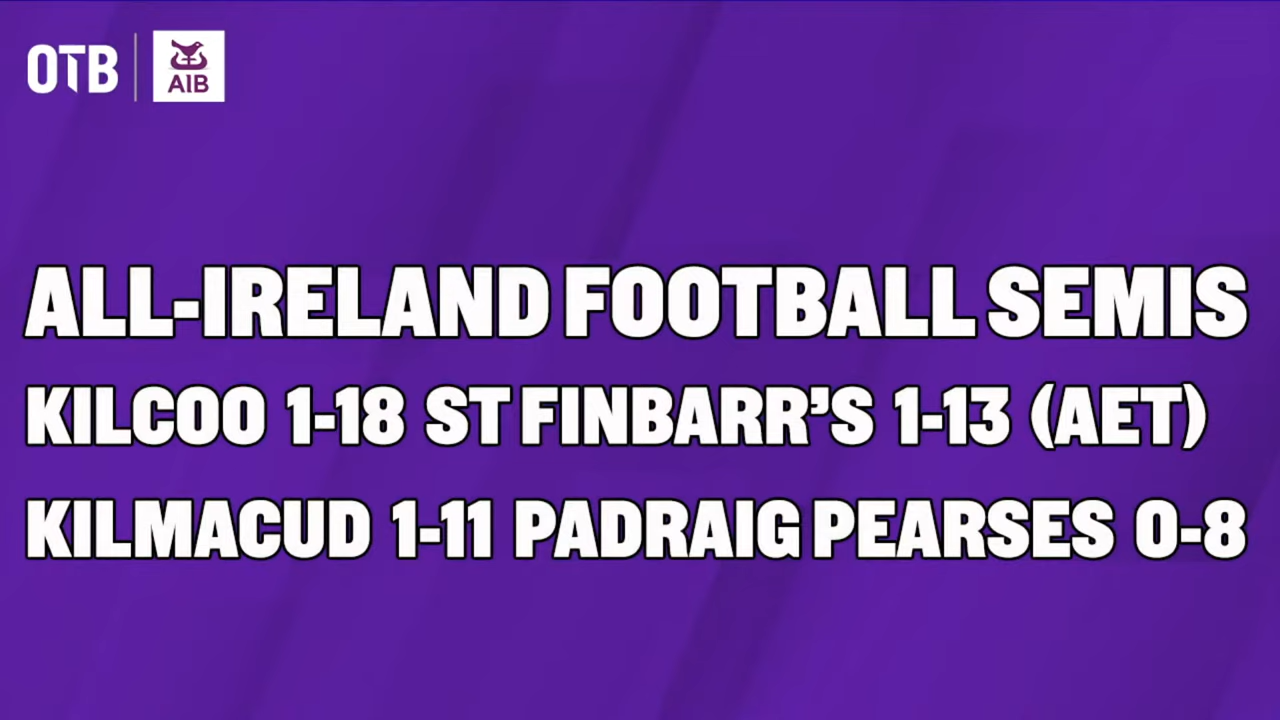 OTB
AIB
ALL-IRELAND FOOTBALL SEMIS
KILCOO 1-18 ST FINBARR'S 1-13 (AET)
KILMACUD 1-11 PADRAIG PEARSES 0-8